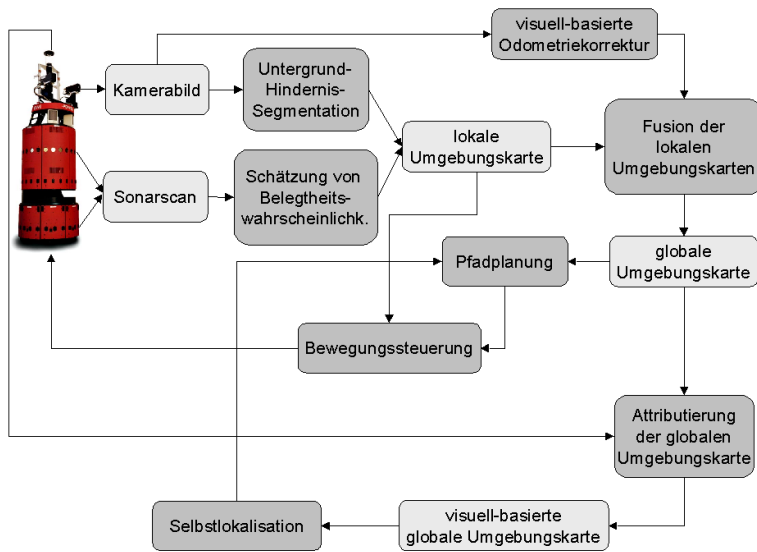 visuell-basierte
Odometriekorrektur
Kamerabild
Untergrund-
Hindernis-
Segmentation
lokale
Umgebungskarte
Fusion der
lokalen
Umgebungskarten
Sonarscan
Schätzung von
Belegtheits-
wahrscheinlichk.
Pfadplanung
globale
Umgebungskarte
Bewegungssteuerung
Attributierung
der globalen
Umgebungskarte
Selbstlokalisation
visuell-basierte
globale Umgebungskarte